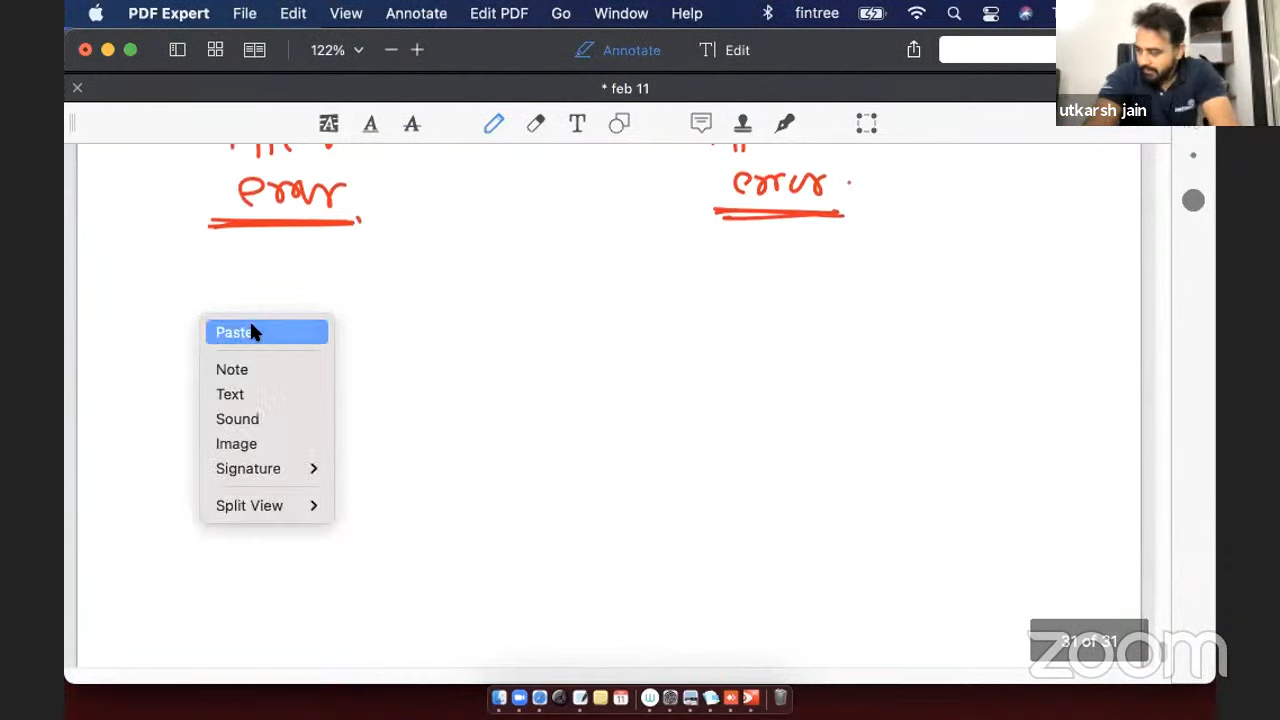 PDF Expert File Edit View Annotate Edit PDF Go Window Help fintree
122% Annotate T Edit
* feb 11
utkarsh jain
A A A T
error error
Paste
Note
Text
Sound
Image
Signature
Split View
31 of 31
zoom
11